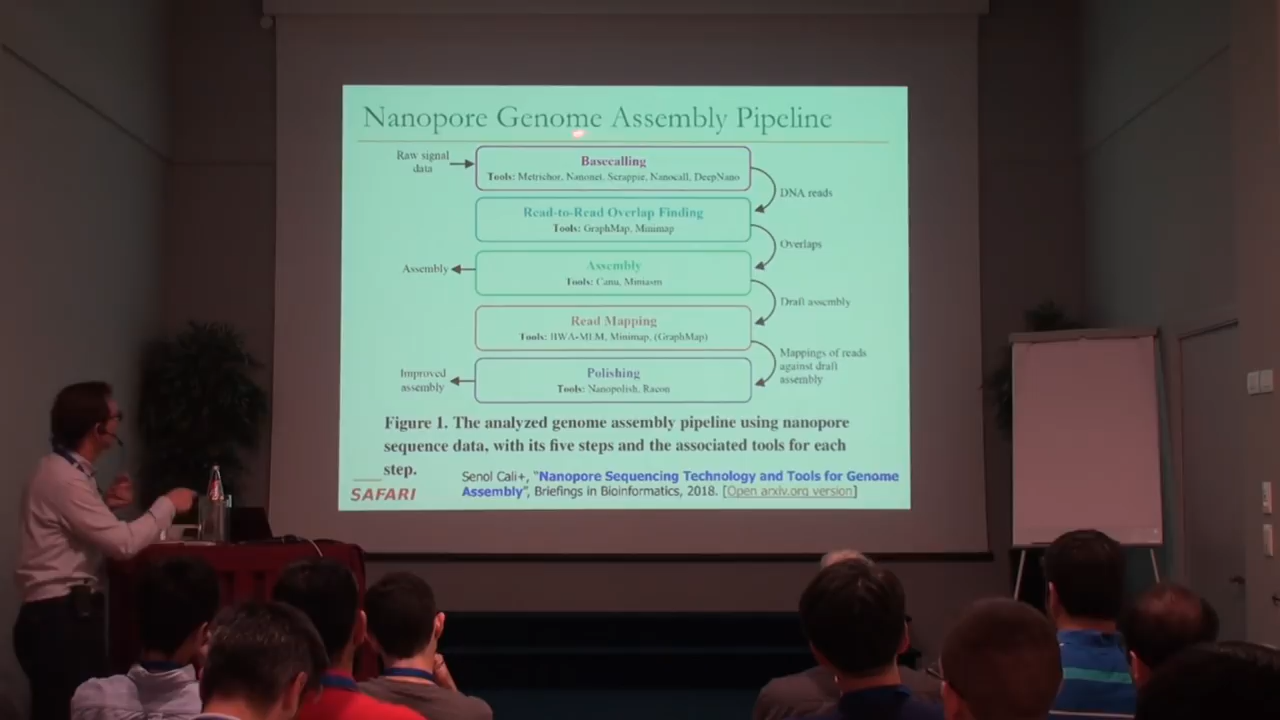 Nanopore Genome Assembly Pipeline
Raw signal
data
Basecalling
Tools: Metrichor, Nanonet, Scrappie, Nanocall, DeepNano
DNA reads
Read-to-Read Overlap Finding
Tools: GraphMap, Minimap
Overlaps
Assembly
Assembly
Tools: Canu, Miniasm
Draft assembly
Read Mapping
Tools: BWA-MEM, Minimap, (GraphMap)
Mappings of reads
against draft
assembly
Improved
assembly
Polishing
Tools: Nanopolish, Racon
Figure 1. The analyzed genome assembly pipeline using nanopore
sequence data, with its five steps and the associated tools for each
step.
Senol Cali+, "Nanopore Sequencing Technology and Tools for Genome
Assembly", Briefings in Bioinformatics, 2018. [Open arxiv.org version]
SAFARI